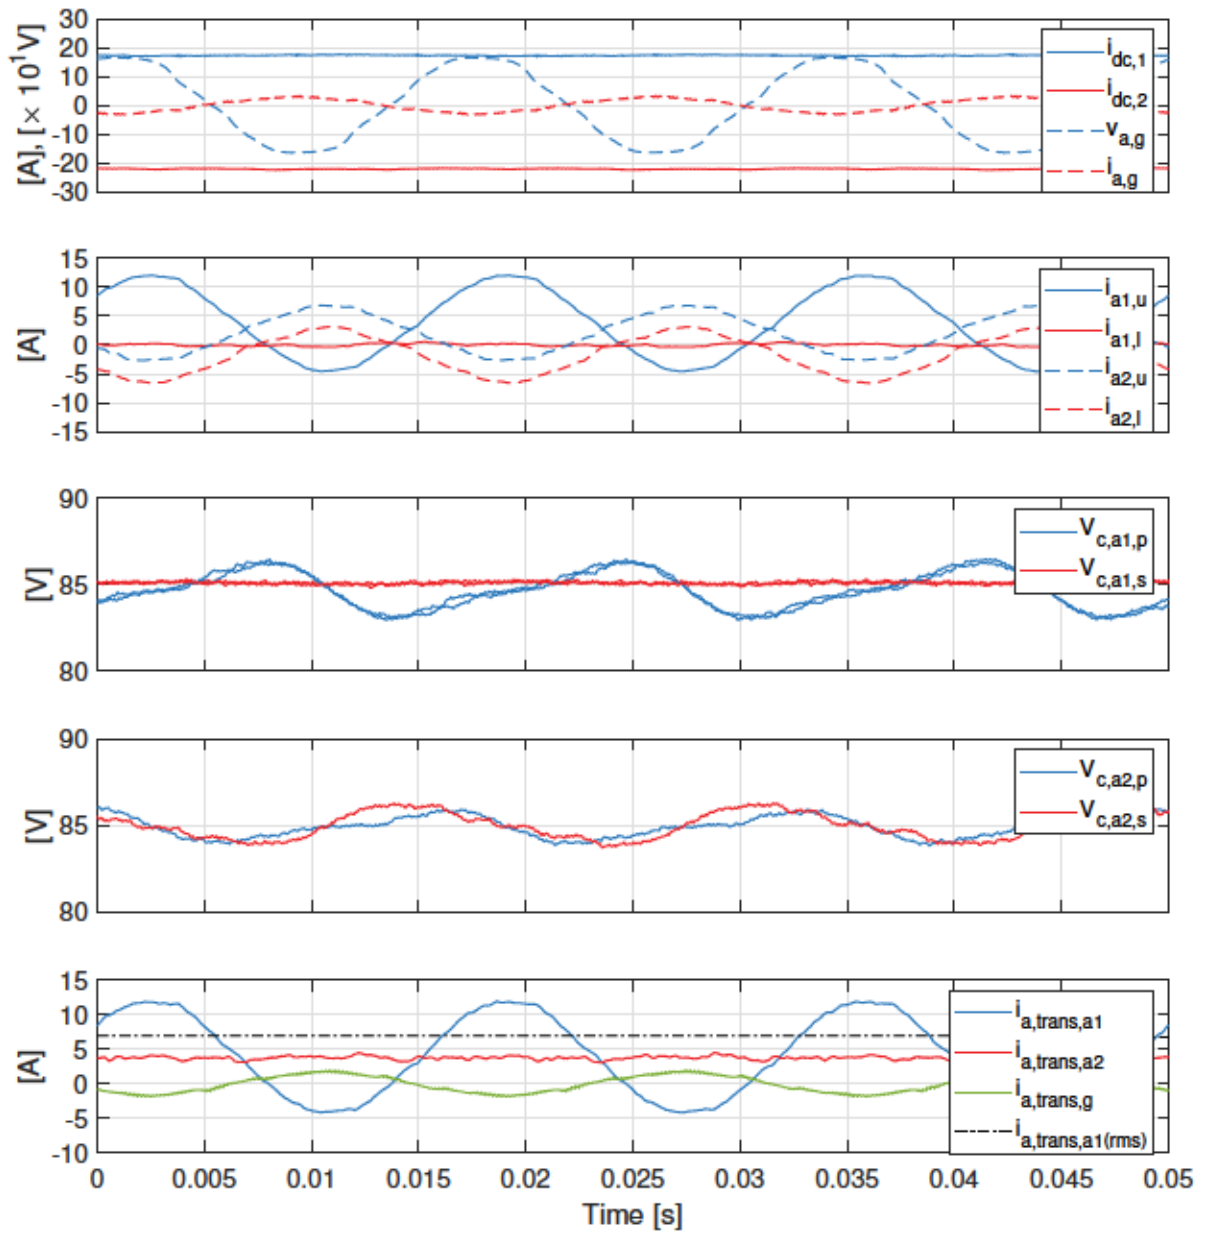 30
20
10
0
-10
-20
-30
[A], [× 10¹V]
i_dc,1
i_dc,2
v_a,g
i_a,g
15
10
5
0
-5
-10
-15
[A]
i_a1,u
i_a1,l
i_a2,u
i_a2,l
90
85
80
[V]
V_c,a1,p
V_c,a1,s
90
85
80
[V]
V_c,a2,p
V_c,a2,s
15
10
5
0
-5
-10
[A]
i_a,trans,a1
i_a,trans,a2
i_a,trans,g
i_a,trans,a1(rms)
0 0.005 0.01 0.015 0.02 0.025 0.03 0.035 0.04 0.045 0.05
Time [s]